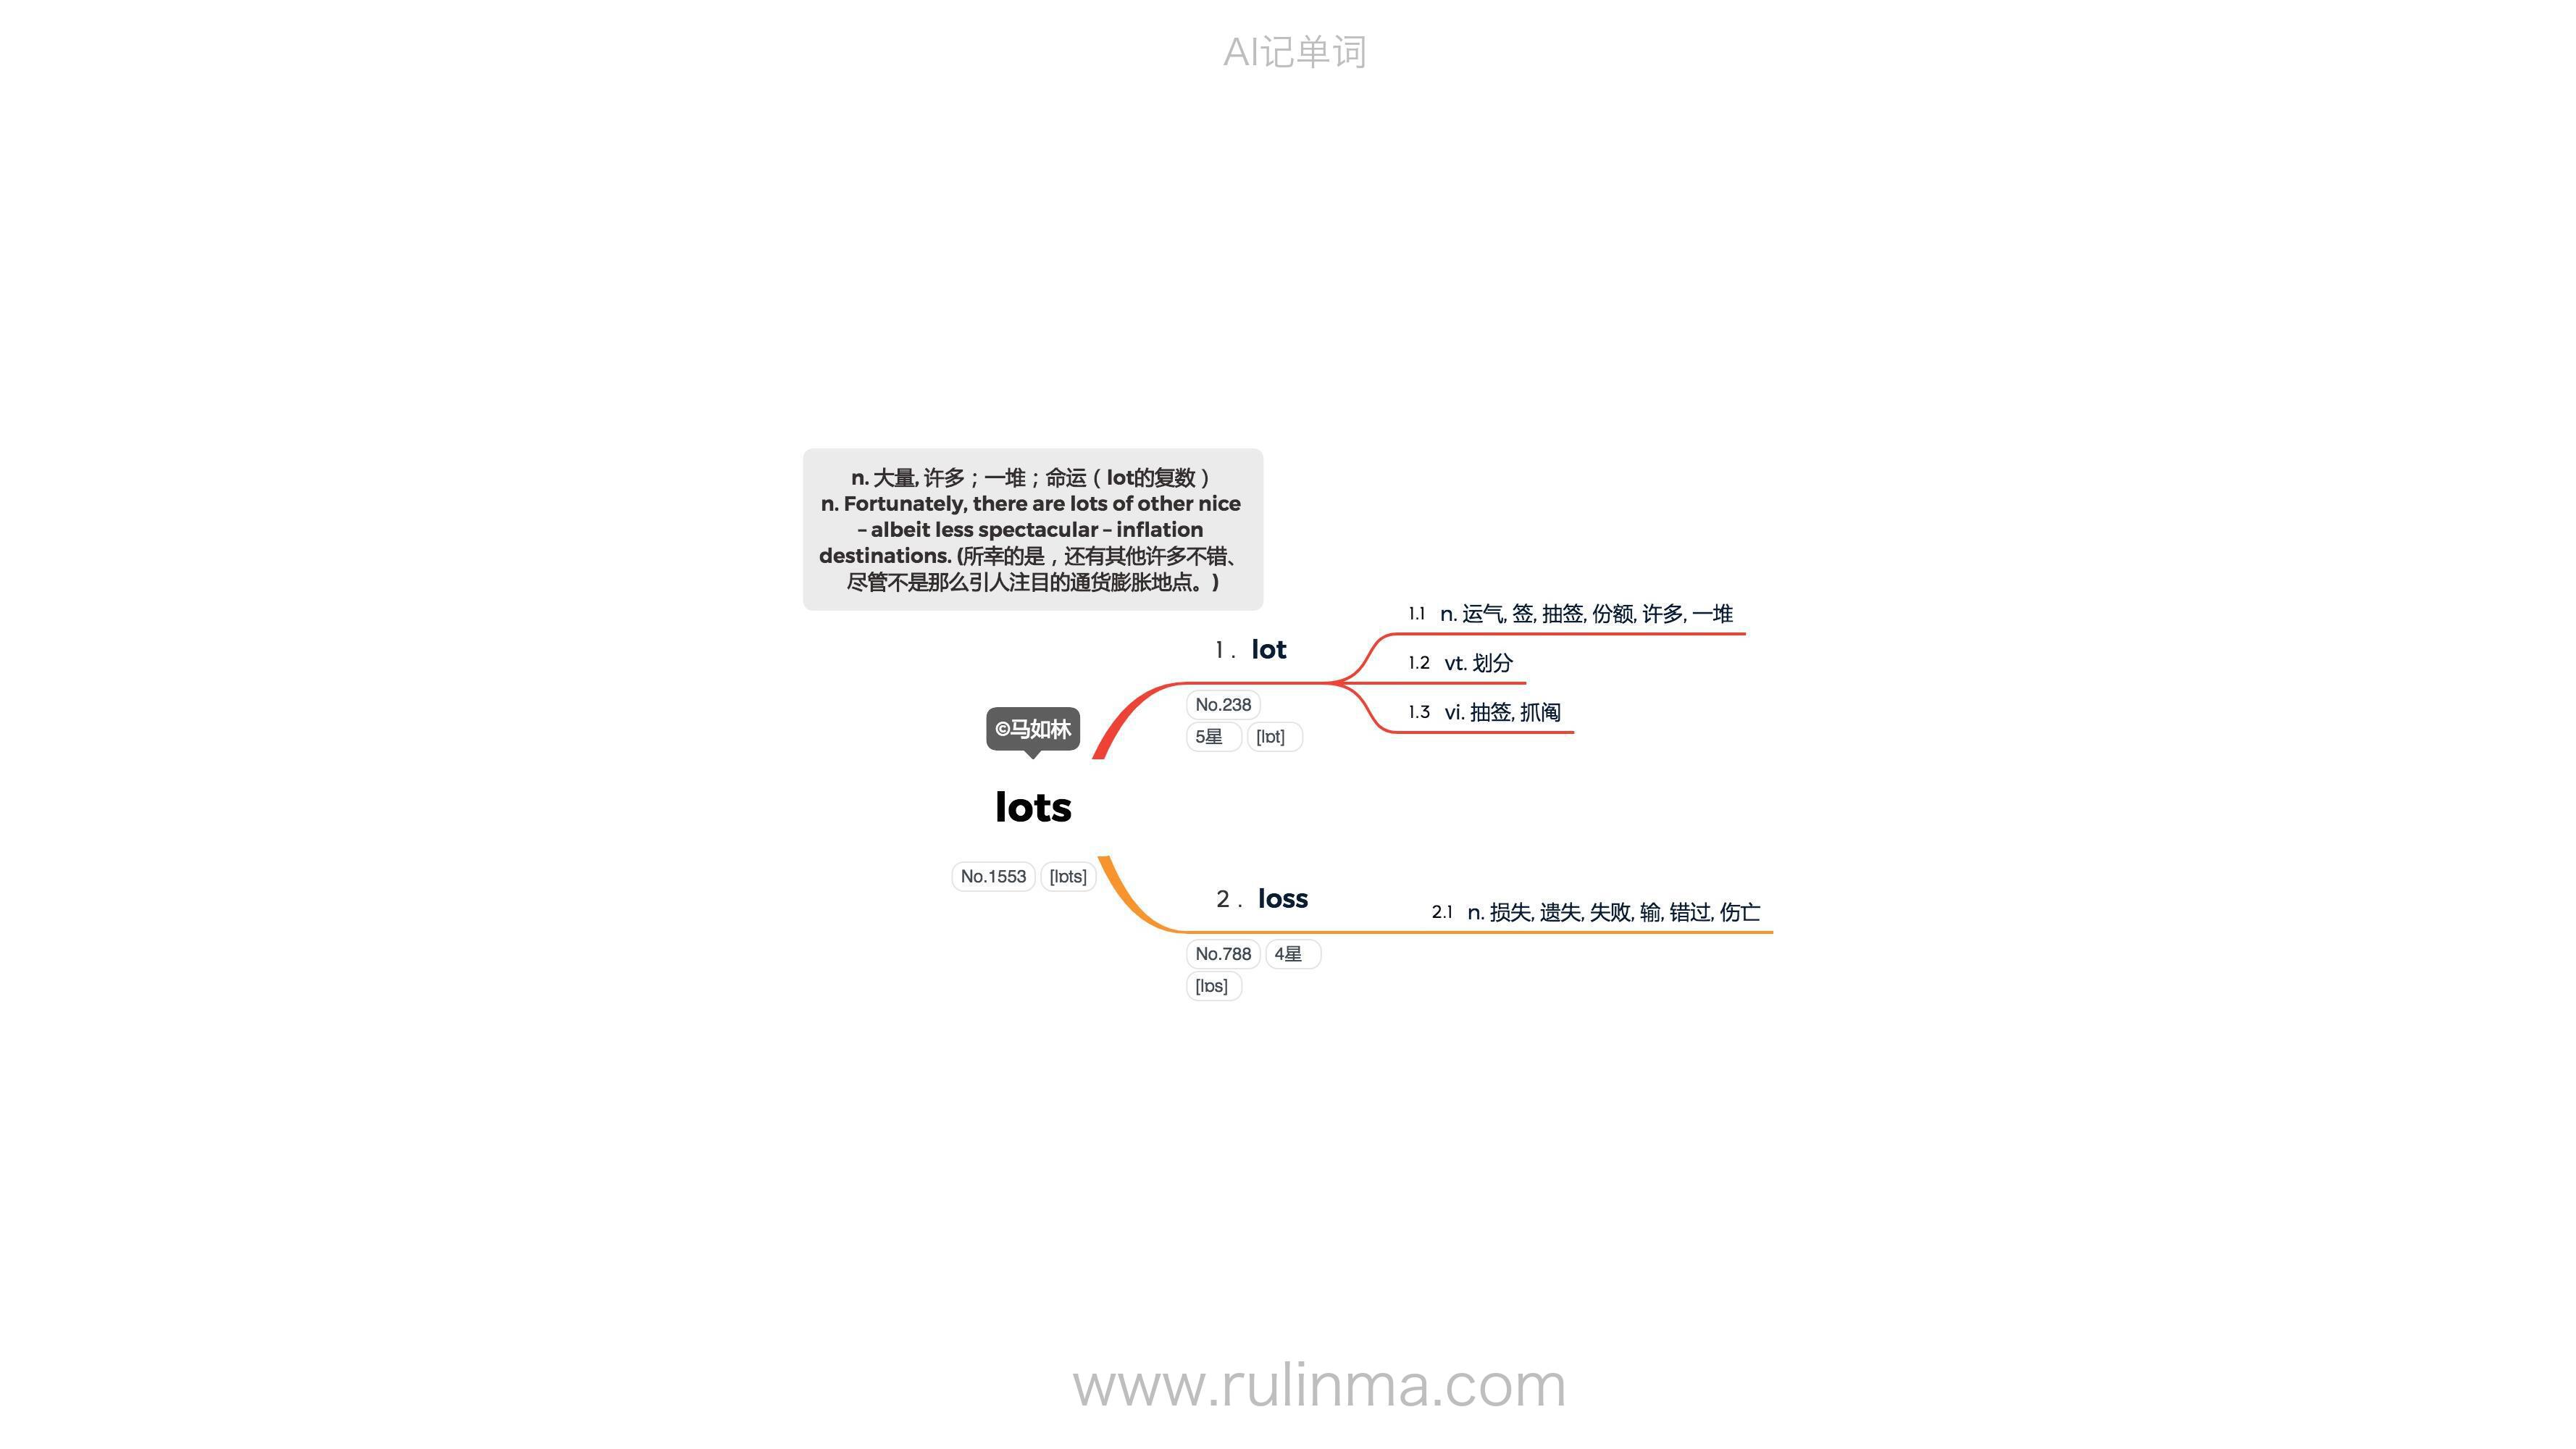 AI记单词
n. 大量, 许多；一堆；命运（lot的复数）
n. Fortunately, there are lots of other nice
– albeit less spectacular – inflation
destinations. (所幸的是，还有其他许多不错、
尽管不是那么引人注目的通货膨胀地点。)
©马如林
lots
No.1553 [lɒts]
1. lot
No.238
5星 [lɒt]
1.1 n. 运气, 签, 抽签, 份额, 许多, 一堆
1.2 vt. 划分
1.3 vi. 抽签, 抓阄
2. loss
No.788 4星
[lɒs]
2.1 n. 损失, 遗失, 失败, 输, 错过, 伤亡
www.rulinma.com